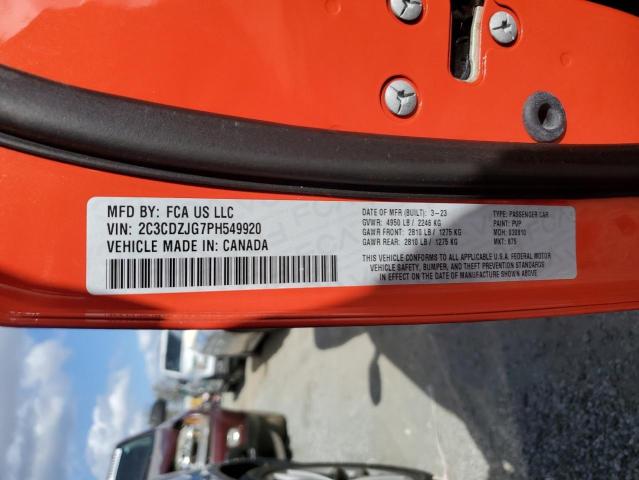 MFD BY: FCA US LLC
VIN: 2C3CDZJG7PH549920
VEHICLE MADE IN: CANADA
DATE OF MFR (BUILT): 3-23
GVWR: 4950 LB / 2246 KG
GAWR FRONT: 2810 LB / 1275 KG
GAWR REAR: 2810 LB / 1275 KG
TYPE: PASSENGER CAR
PAINT: PVP
MDH: 030810
MKT: 875
THIS VEHICLE CONFORMS TO ALL APPLICABLE U.S.A. FEDERAL MOTOR
VEHICLE SAFETY, BUMPER, AND THEFT PREVENTION STANDARDS
IN EFFECT ON THE DATE OF MANUFACTURE SHOWN ABOVE.